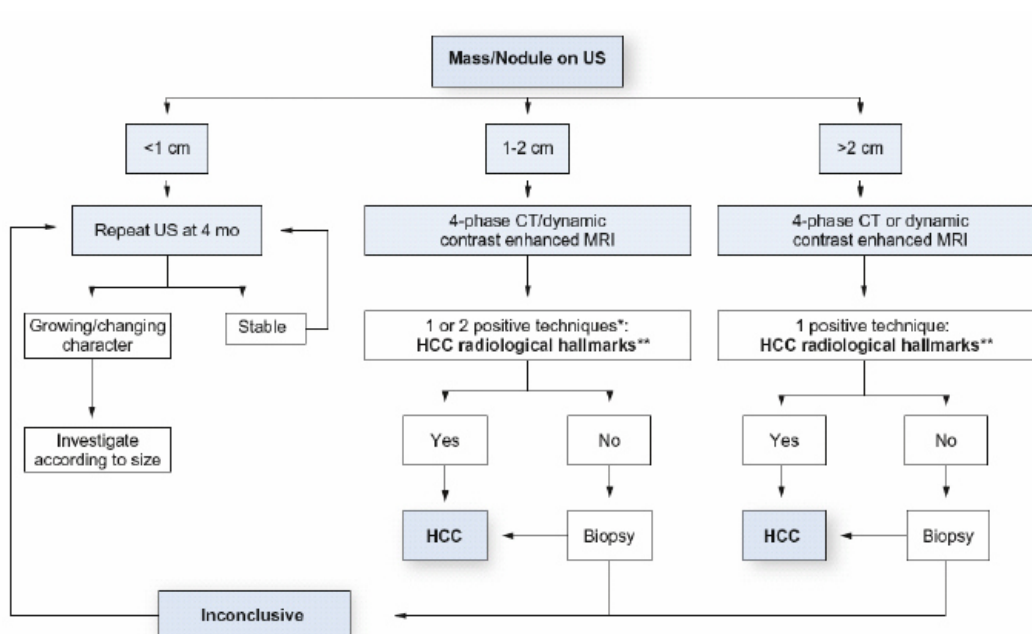 Mass/Nodule on US
<1 cm
1-2 cm
>2 cm
Repeat US at 4 mo
4-phase CT/dynamic
contrast enhanced MRI
4-phase CT or dynamic
contrast enhanced MRI
Growing/changing
character
Stable
1 or 2 positive techniques*:
HCC radiological hallmarks**
1 positive technique:
HCC radiological hallmarks**
Investigate
according to size
Yes
No
Yes
No
HCC
Biopsy
HCC
Biopsy
Inconclusive